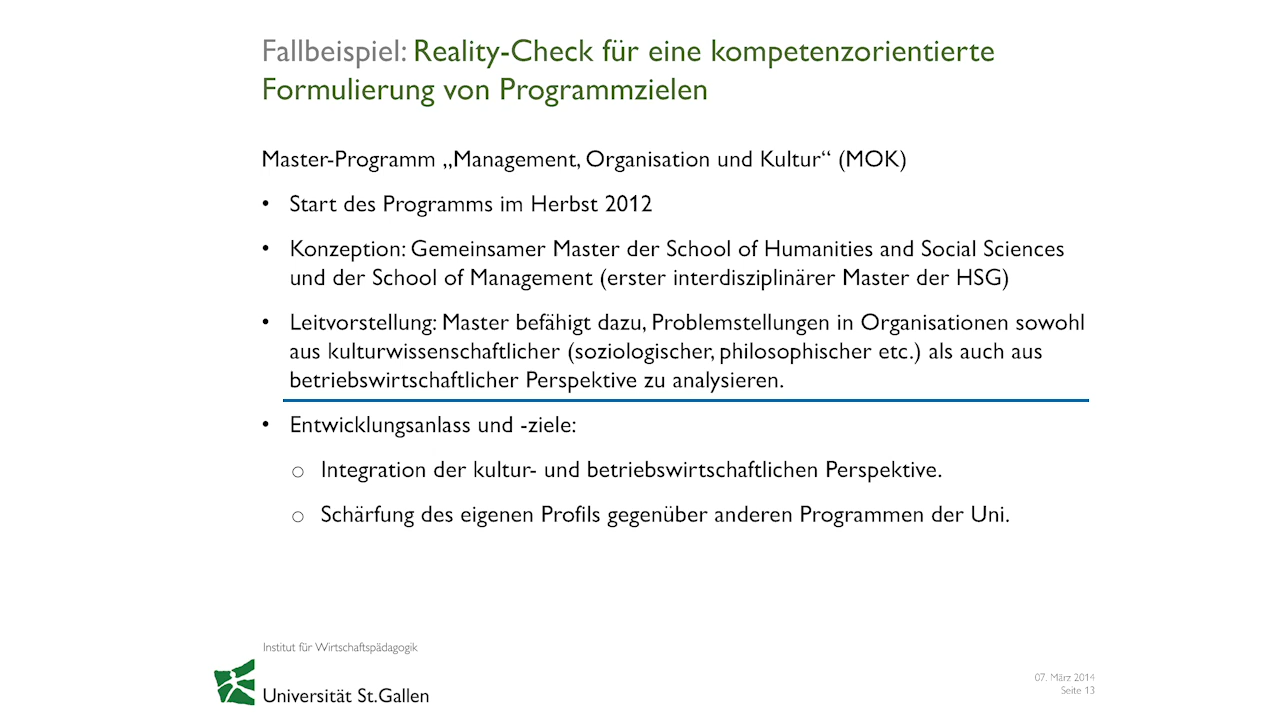 Fallbeispiel: Reality-Check für eine kompetenzorientierte
Formulierung von Programmzielen
Master-Programm „Management, Organisation und Kultur“ (MOK)
• Start des Programms im Herbst 2012
• Konzeption: Gemeinsamer Master der School of Humanities and Social Sciences
und der School of Management (erster interdisziplinärer Master der HSG)
• Leitvorstellung: Master befähigt dazu, Problemstellungen in Organisationen sowohl
aus kulturwissenschaftlicher (soziologischer, philosophischer etc.) als auch aus
betriebswirtschaftlicher Perspektive zu analysieren.
• Entwicklungsanlass und -ziele:
○ Integration der kultur- und betriebswirtschaftlichen Perspektive.
○ Schärfung des eigenen Profils gegenüber anderen Programmen der Uni.
Institut für Wirtschaftspädagogik
Universität St.Gallen
07. März 2014
Seite 13